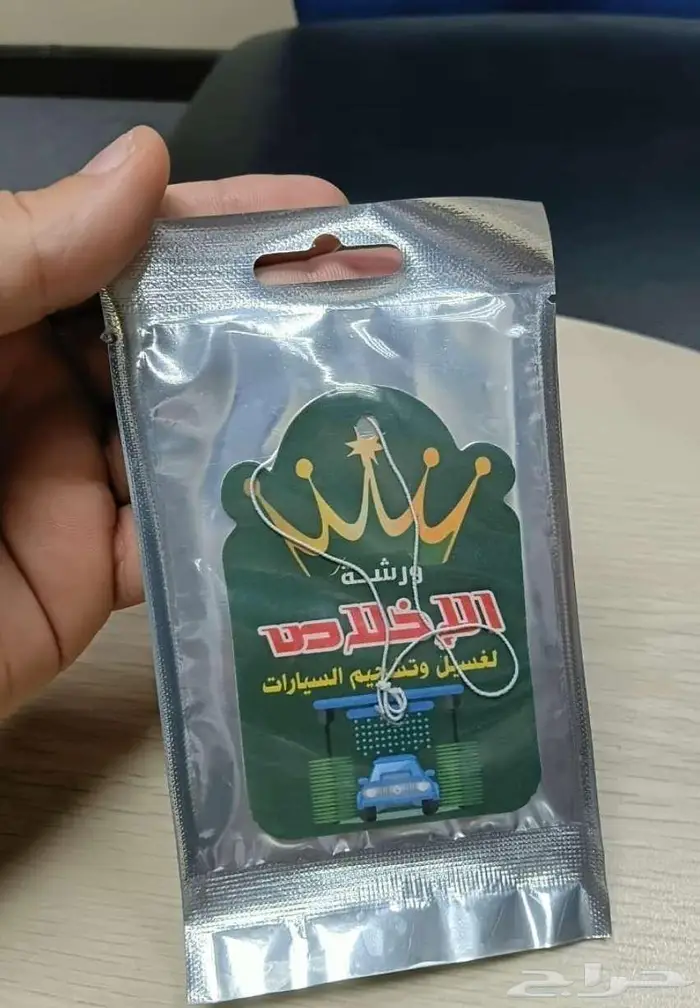 ورشة
الإخلاص
لغسيل وتشحيم السيارات
حراج